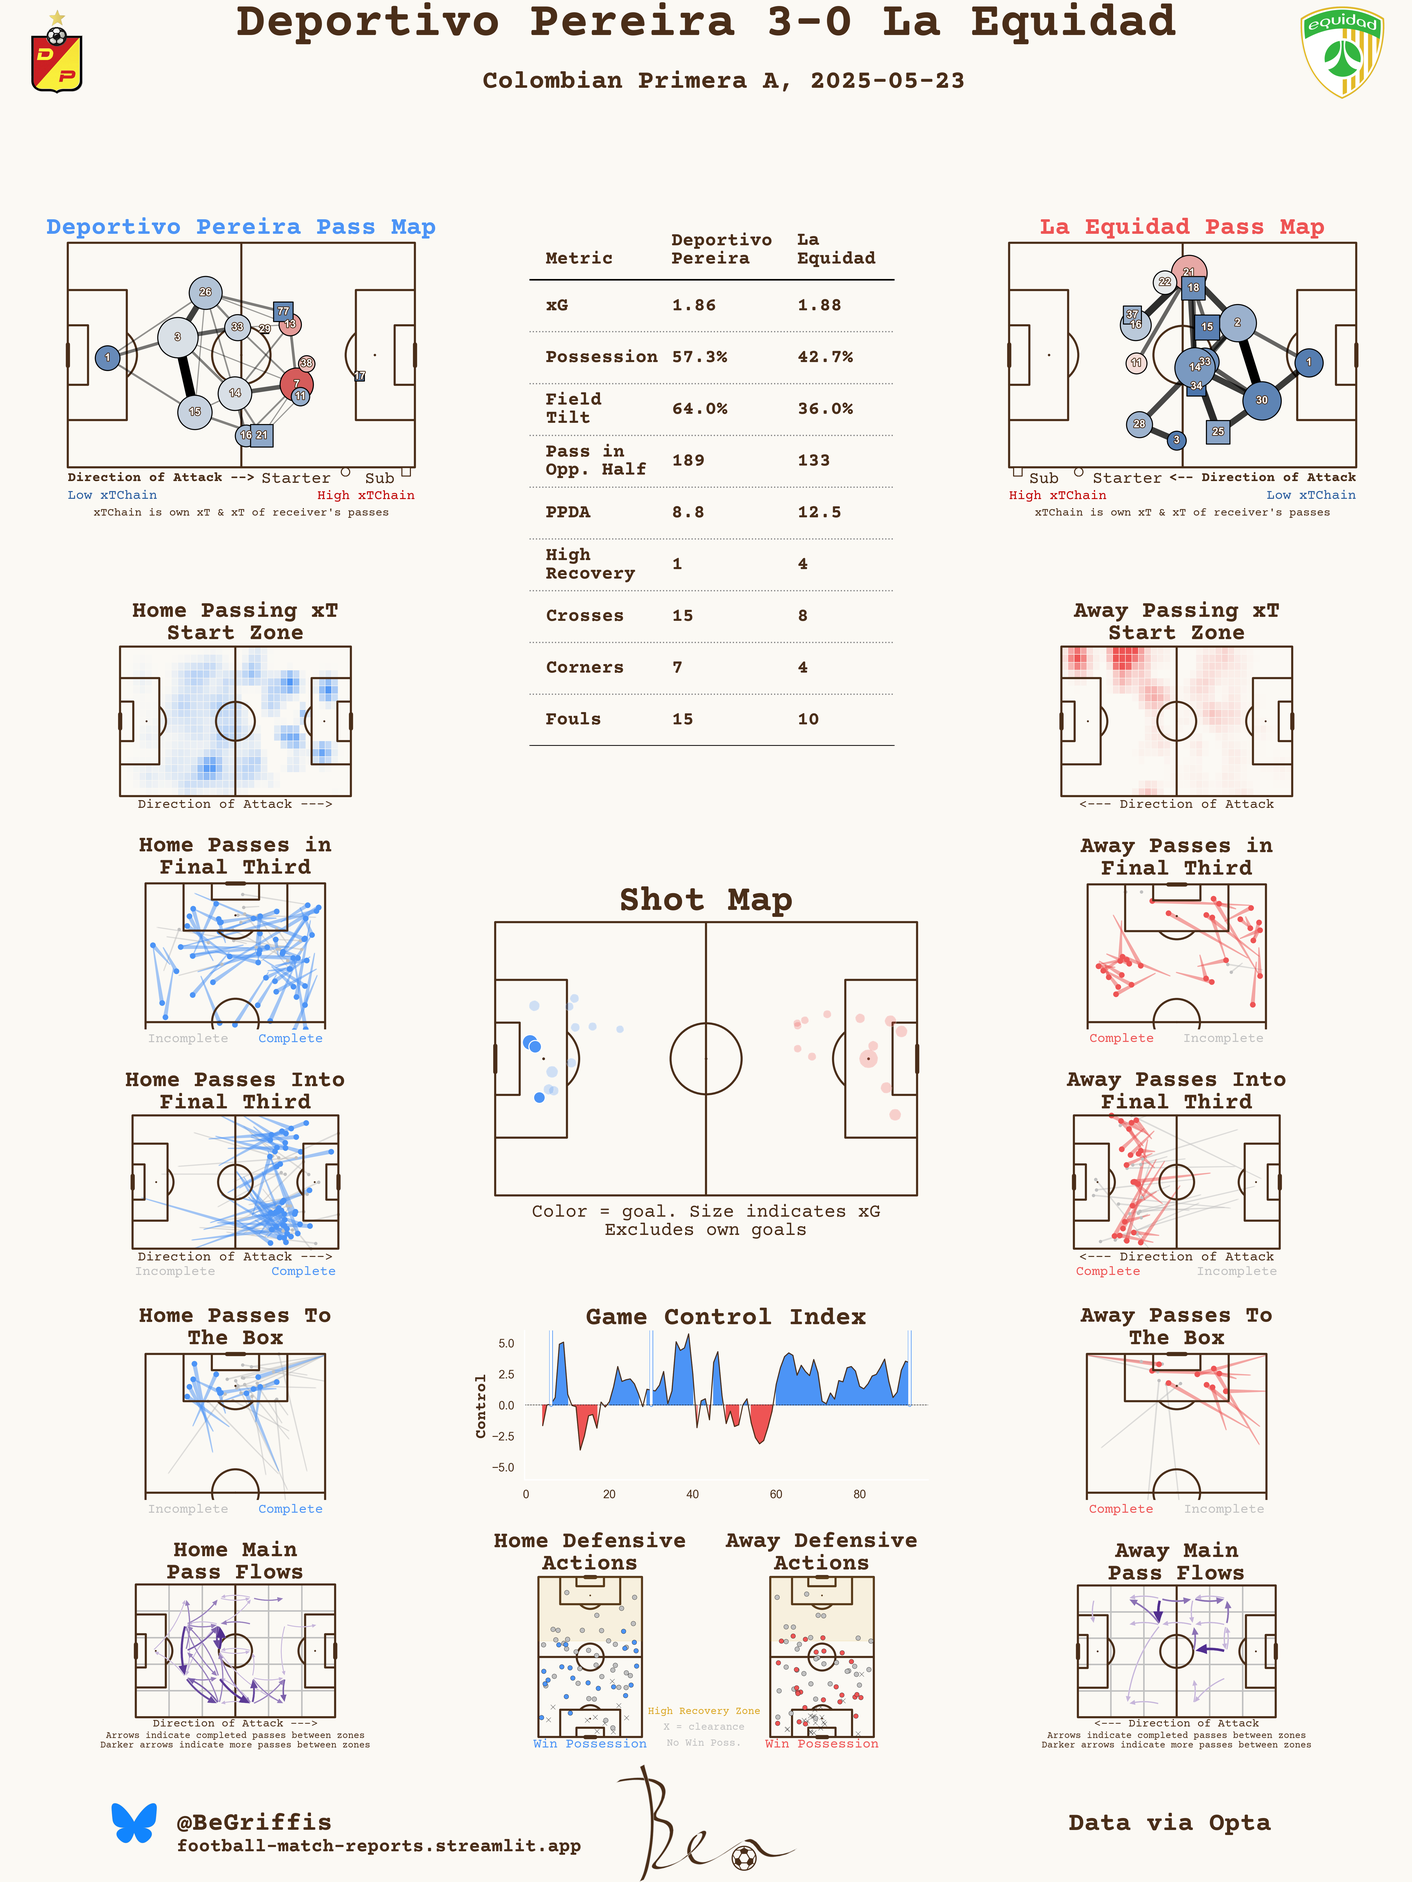 Deportivo Pereira 3-0 La Equidad
Colombian Primera A, 2025-05-23
D
P
equidad
Deportivo Pereira Pass Map
26
77
33
29
13
3
1
38
17
7
14
11
15
16
21
Direction of Attack --> Starter Sub
Low xTChain High xTChain
xTChain is own xT & xT of receiver's passes
Metric Deportivo Pereira La Equidad
xG 1.86 1.88
Possession 57.3% 42.7%
Field Tilt 64.0% 36.0%
Pass in Opp. Half 189 133
PPDA 8.8 12.5
High Recovery 1 4
Crosses 15 8
Corners 7 4
Fouls 15 10
La Equidad Pass Map
21
22
18
37
16
15
2
11
33
14
1
34
30
28
3
25
Sub Starter <-- Direction of Attack
High xTChain Low xTChain
xTChain is own xT & xT of receiver's passes
Home Passing xT
Start Zone
Direction of Attack --->
Away Passing xT
Start Zone
<--- Direction of Attack
Home Passes in
Final Third
Incomplete Complete
Away Passes in
Final Third
Complete Incomplete
Shot Map
Color = goal. Size indicates xG
Excludes own goals
Home Passes Into
Final Third
Direction of Attack --->
Incomplete Complete
Away Passes Into
Final Third
<--- Direction of Attack
Complete Incomplete
Home Passes To
The Box
Incomplete Complete
Game Control Index
Control
5.0
2.5
0.0
−2.5
−5.0
0 20 40 60 80
Away Passes To
The Box
Complete Incomplete
Home Main
Pass Flows
Direction of Attack --->
Arrows indicate completed passes between zones
Darker arrows indicate more passes between zones
Home Defensive
Actions
Win Possession
Away Defensive
Actions
Win Possession
High Recovery Zone
X = clearance
No Win Poss.
Away Main
Pass Flows
<--- Direction of Attack
Arrows indicate completed passes between zones
Darker arrows indicate more passes between zones
@BeGriffis
football-match-reports.streamlit.app
Ben
Data via Opta